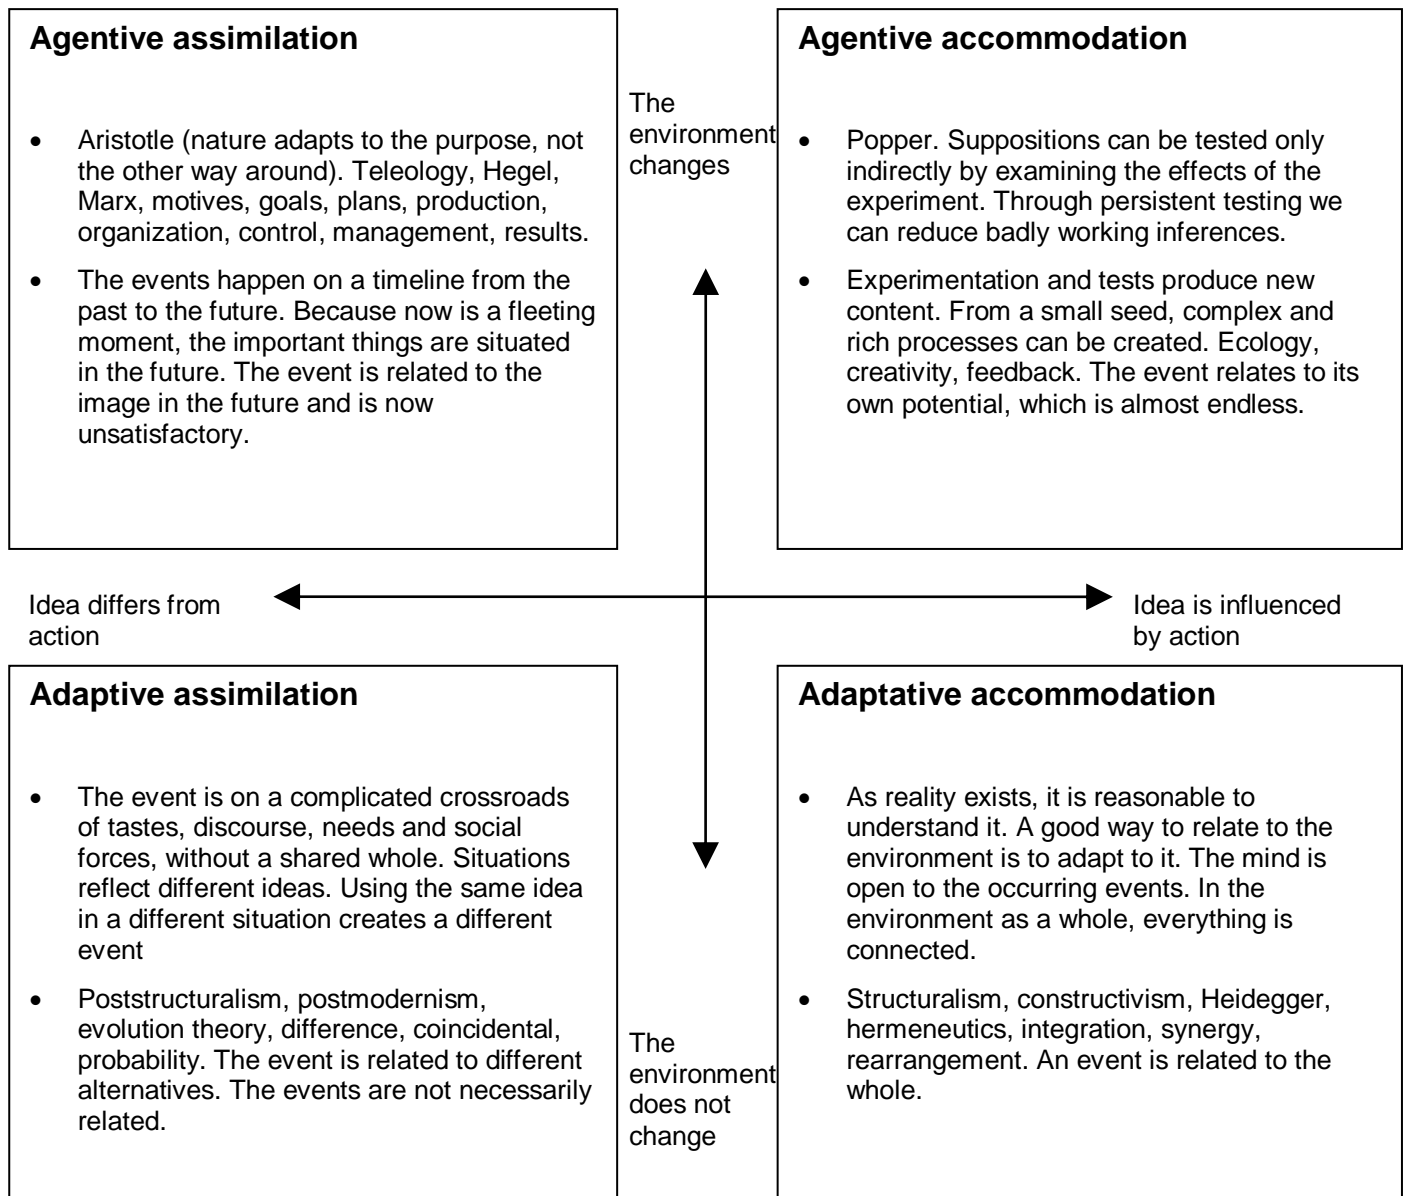 Agentive assimilation
• Aristotle (nature adapts to the purpose, not
the other way around). Teleology, Hegel,
Marx, motives, goals, plans, production,
organization, control, management, results.
• The events happen on a timeline from the
past to the future. Because now is a fleeting
moment, the important things are situated
in the future. The event is related to the
image in the future and is now
unsatisfactory.
The
environment
changes
Agentive accommodation
• Popper. Suppositions can be tested only
indirectly by examining the effects of the
experiment. Through persistent testing we
can reduce badly working inferences.
• Experimentation and tests produce new
content. From a small seed, complex and
rich processes can be created. Ecology,
creativity, feedback. The event relates to its
own potential, which is almost endless.
Idea differs from
action
Idea is influenced
by action
Adaptive assimilation
• The event is on a complicated crossroads
of tastes, discourse, needs and social
forces, without a shared whole. Situations
reflect different ideas. Using the same idea
in a different situation creates a different
event
• Poststructuralism, postmodernism,
evolution theory, difference, coincidental,
probability. The event is related to different
alternatives. The events are not necessarily
related.
The
environment
does not
change
Adaptative accommodation
• As reality exists, it is reasonable to
understand it. A good way to relate to the
environment is to adapt to it. The mind is
open to the occurring events. In the
environment as a whole, everything is
connected.
• Structuralism, constructivism, Heidegger,
hermeneutics, integration, synergy,
rearrangement. An event is related to the
whole.